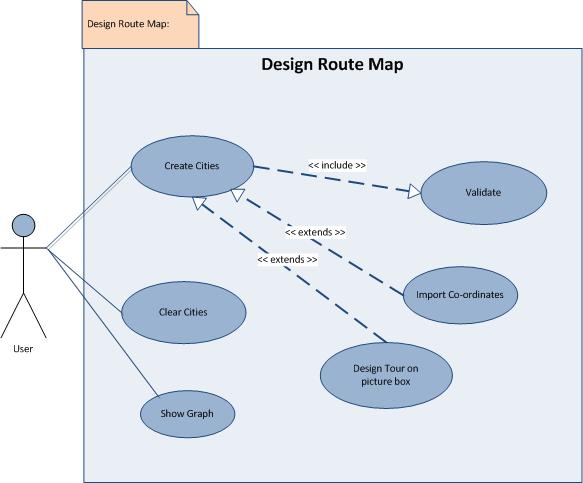 Design Route Map:
Design Route Map
Create Cities
<< include >>
Validate
<< extends >>
<< extends >>
Import Co-ordinates
Clear Cities
User
Design Tour on
picture box
Show Graph